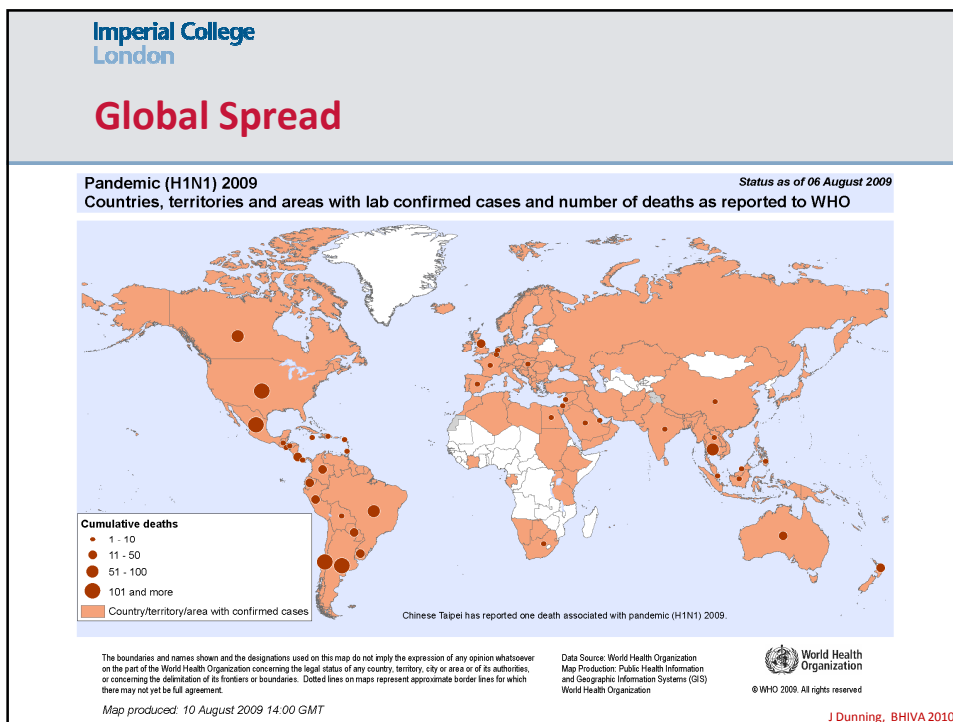 Imperial College
London
Global Spread
Pandemic (H1N1) 2009
Status as of 06 August 2009
Countries, territories and areas with lab confirmed cases and number of deaths as reported to WHO
Cumulative deaths
1 - 10
11 - 50
51 - 100
101 and more
Country/territory/area with confirmed cases
Chinese Taipei has reported one death associated with pandemic (H1N1) 2009.
The boundaries and names shown and the designations used on this map do not imply the expression of any opinion whatsoever
on the part of the World Health Organization concerning the legal status of any country, territory, city or area or of its authorities,
or concerning the delimitation of its frontiers or boundaries. Dotted lines on maps represent approximate border lines for which
there may not yet be full agreement.
Map produced: 10 August 2009 14:00 GMT
Data Source: World Health Organization
Map Production: Public Health Information
and Geographic Information Systems (GIS)
World Health Organization
World Health
Organization
© WHO 2009. All rights reserved
J Dunning, BHIVA 2010